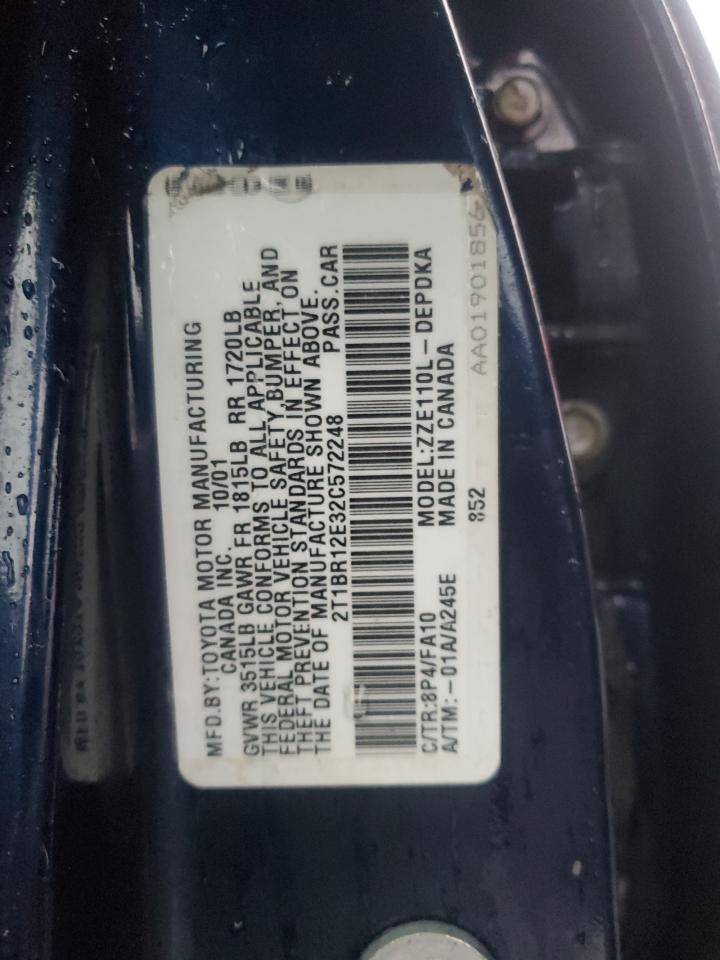 MFD.BY:TOYOTA MOTOR MANUFACTURING
CANADA INC. 10/01
GVWR 3515LB GAWR FR 1815LB RR 1720LB
THIS VEHICLE CONFORMS TO ALL APPLICABLE
FEDERAL MOTOR VEHICLE SAFETY, BUMPER, AND
THEFT PREVENTION STANDARDS IN EFFECT ON
THE DATE OF MANUFACTURE SHOWN ABOVE.
2T1BR12E32C572248 PASS.CAR
C/TR:8P4/FA10 MODEL:ZZE110L-DEPDKA
A/TM:-01A/A245E MADE IN CANADA
852
AA01901856